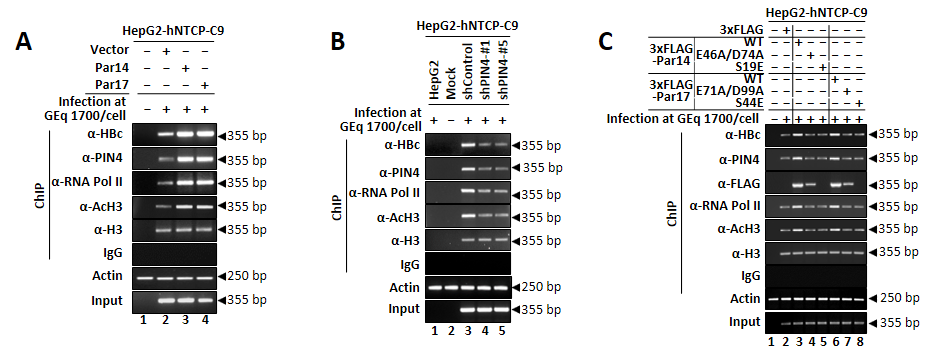 A
HepG2-hNTCP-C9
Vector – + – –
Par14 – – + –
Par17 – – – +
Infection at
GEq 1700/cell – + + +
ChIP
α-HBc ◄355 bp
α-PIN4 ◄355 bp
α-RNA Pol II ◄355 bp
α-AcH3 ◄355 bp
α-H3 ◄355 bp
IgG
Actin ◄250 bp
Input ◄355 bp
1 2 3 4
B
HepG2-hNTCP-C9
HepG2
Mock
shControl
shPIN4-#1
shPIN4-#5
Infection at
GEq 1700/cell + – + + +
ChIP
α-HBc ◄355 bp
α-PIN4 ◄355 bp
α-RNA Pol II ◄355 bp
α-AcH3 ◄355 bp
α-H3 ◄355 bp
IgG
Actin ◄250 bp
Input ◄355 bp
1 2 3 4 5
C
HepG2-hNTCP-C9
3xFLAG – + – – – – – –
3xFLAG
-Par14
WT – – + – – – – –
E46A/D74A – – – + – – – –
S19E – – – – + – – –
3xFLAG
-Par17
WT – – – – – + – –
E71A/D99A – – – – – – + –
S44E – – – – – – – +
Infection at GEq 1700/cell – + + + + + + +
ChIP
α-HBc ◄355 bp
α-PIN4 ◄355 bp
α-FLAG ◄355 bp
α-RNA Pol II ◄355 bp
α-AcH3 ◄355 bp
α-H3 ◄355 bp
IgG
Actin ◄250 bp
Input ◄355 bp
1 2 3 4 5 6 7 8